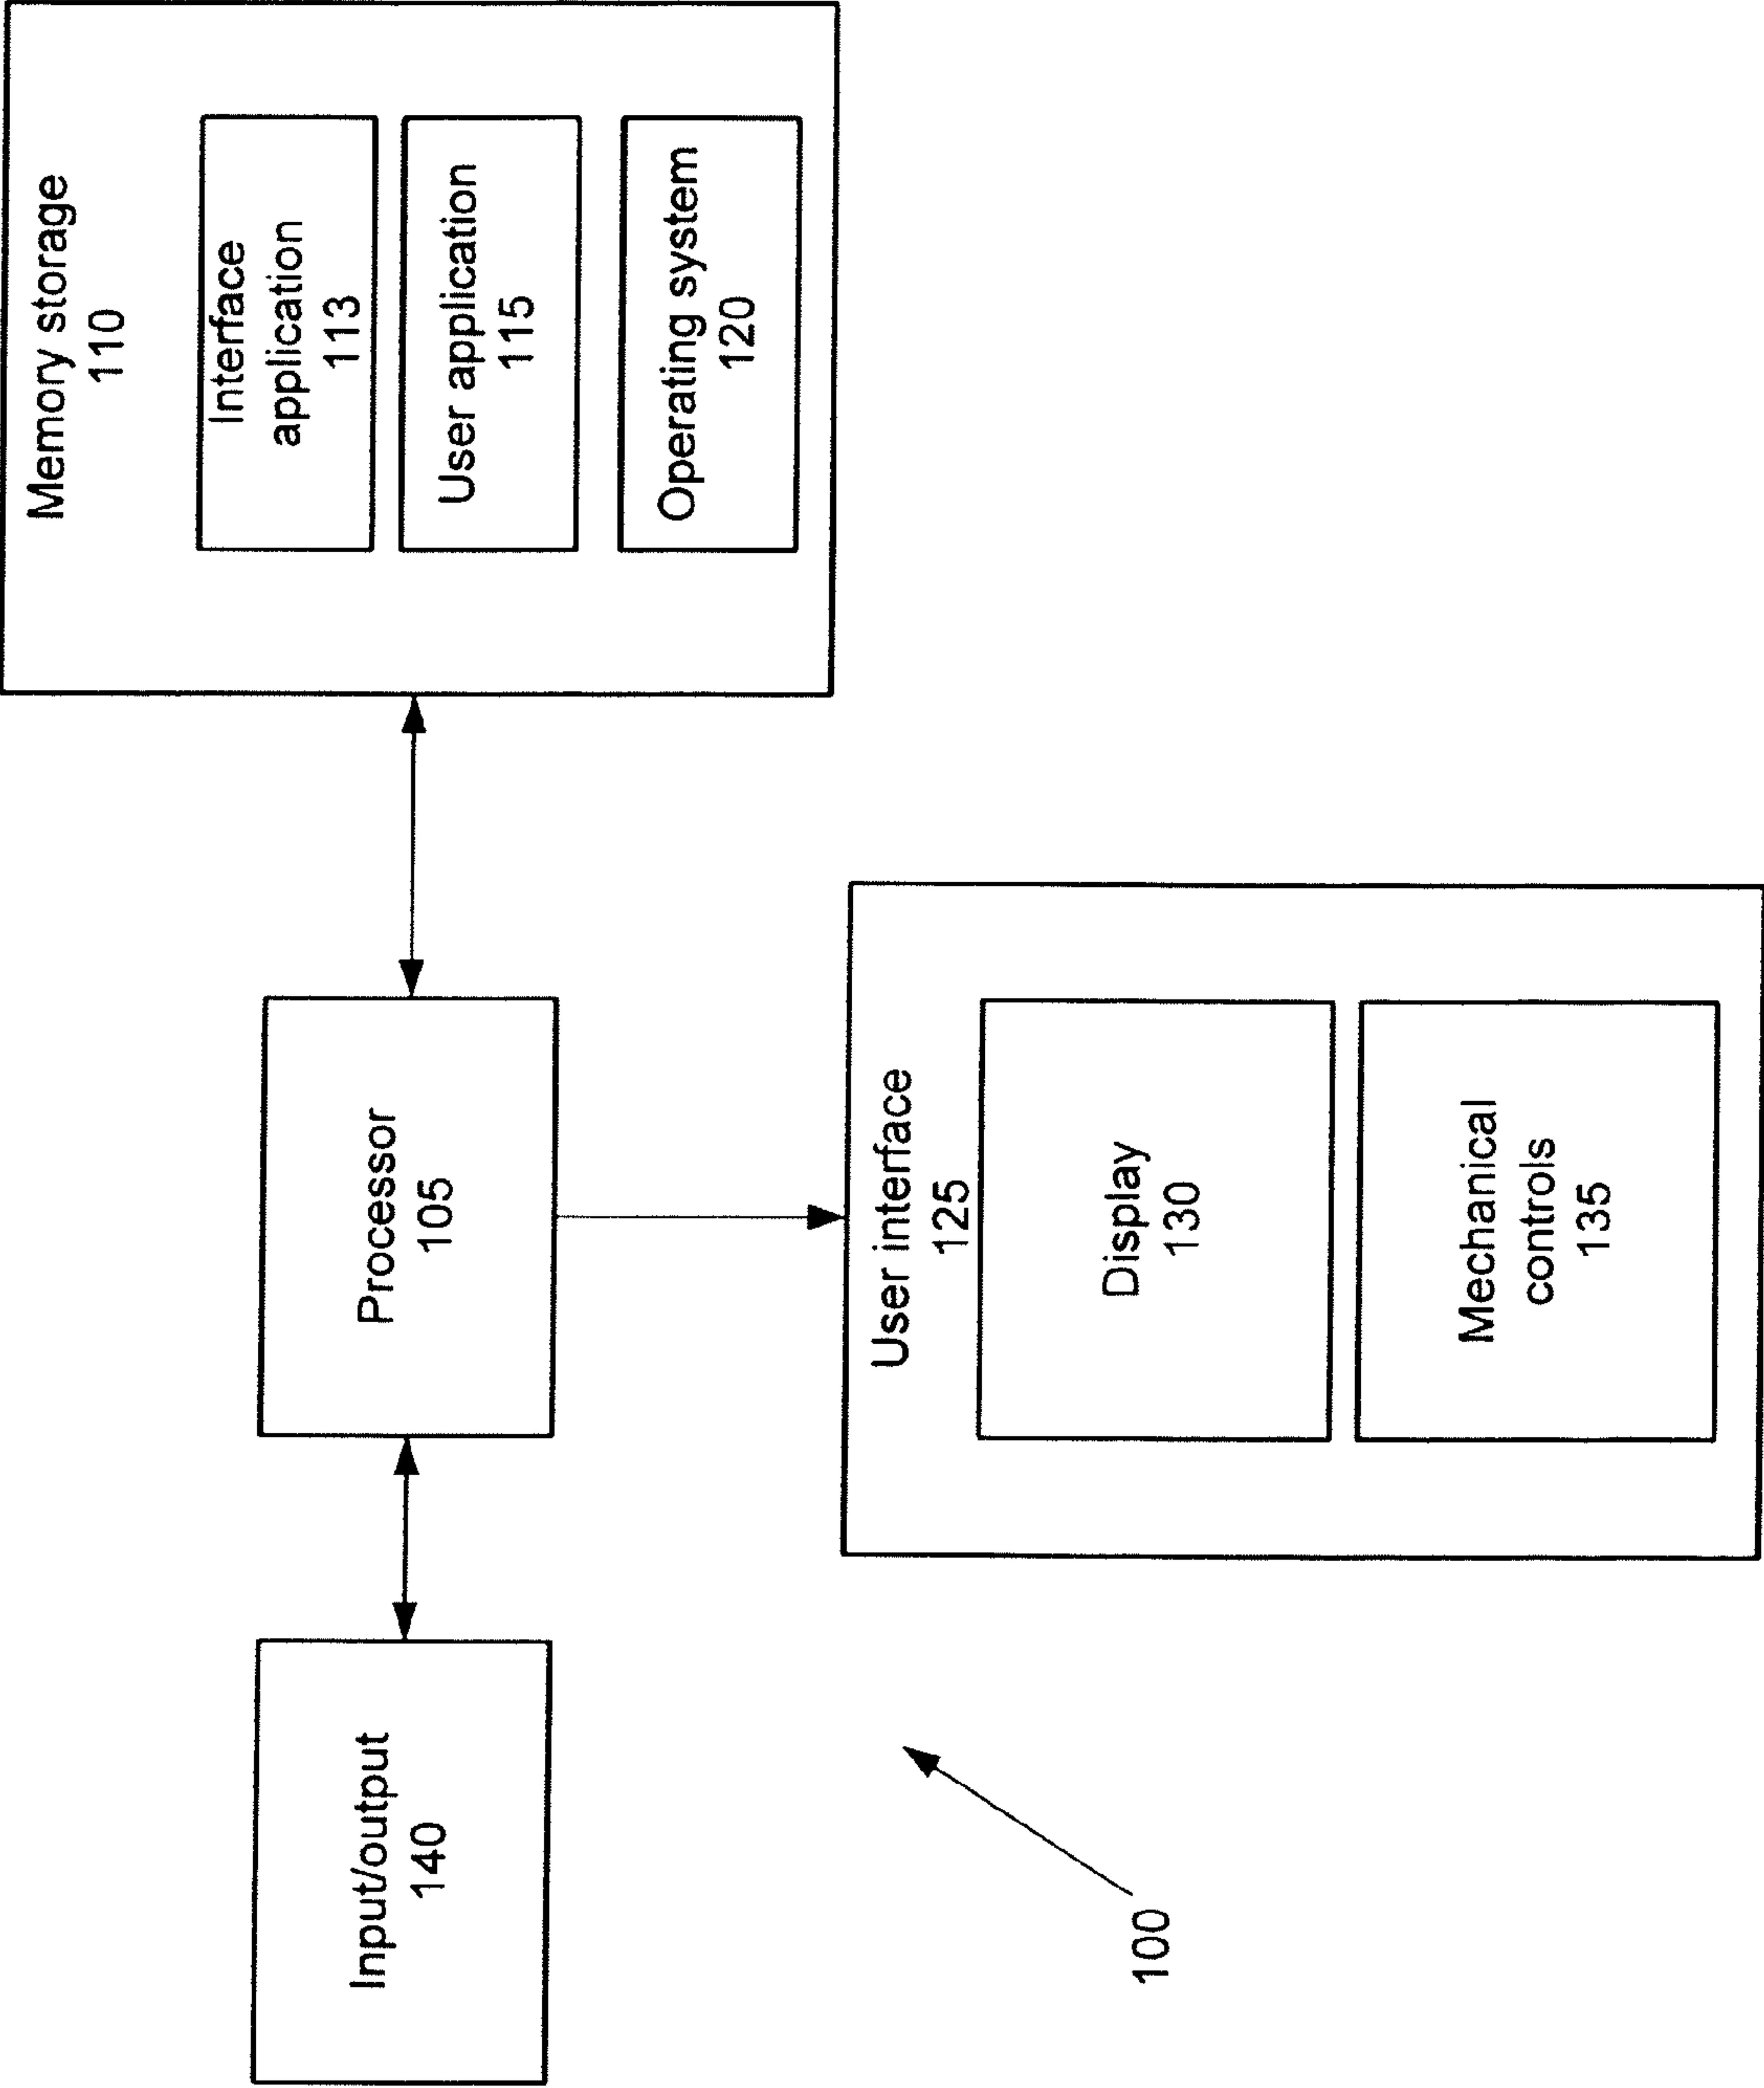 Memory storage
110
Interface
application
113
User application
115
Operating system
120
Processor
105
Input/output
140
User interface
125
Display
130
Mechanical
controls
135
100